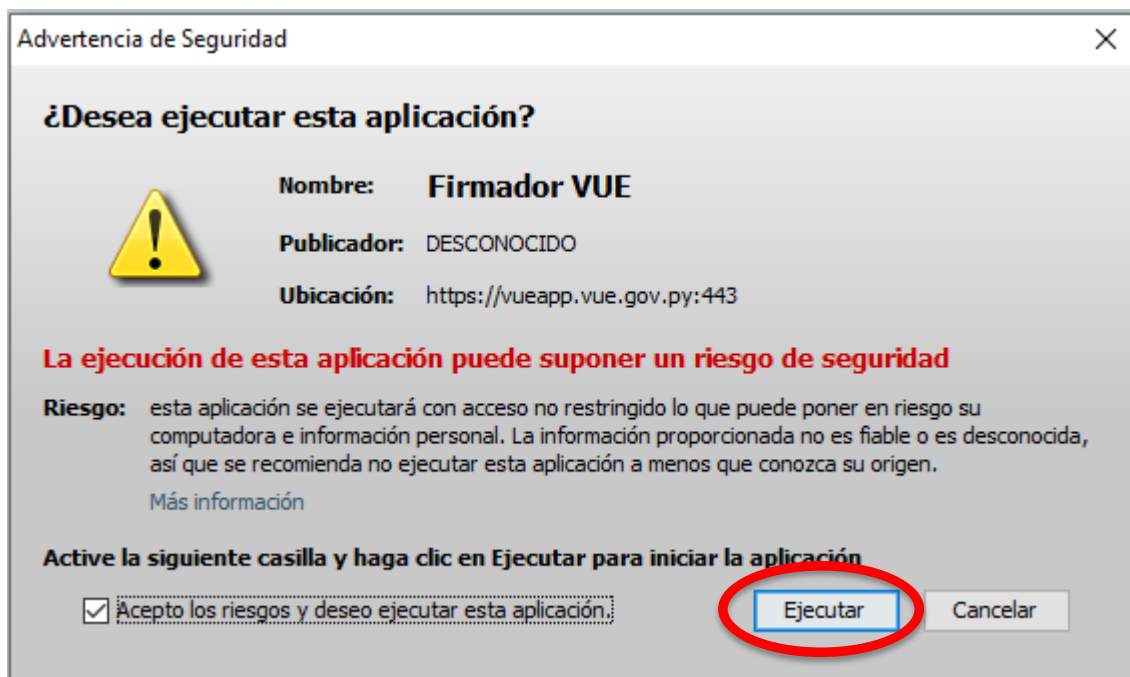 Advertencia de Seguridad
¿Desea ejecutar esta aplicación?
Nombre: Firmador VUE
Publicador: DESCONOCIDO
Ubicación: https://vueapp.vue.gov.py:443
La ejecución de esta aplicación puede suponer un riesgo de seguridad
Riesgo: esta aplicación se ejecutará con acceso no restringido lo que puede poner en riesgo su
computadora e información personal. La información proporcionada no es fiable o es desconocida,
así que se recomienda no ejecutar esta aplicación a menos que conozca su origen.
Más información
Active la siguiente casilla y haga clic en Ejecutar para iniciar la aplicación
Acepto los riesgos y deseo ejecutar esta aplicación. Ejecutar Cancelar